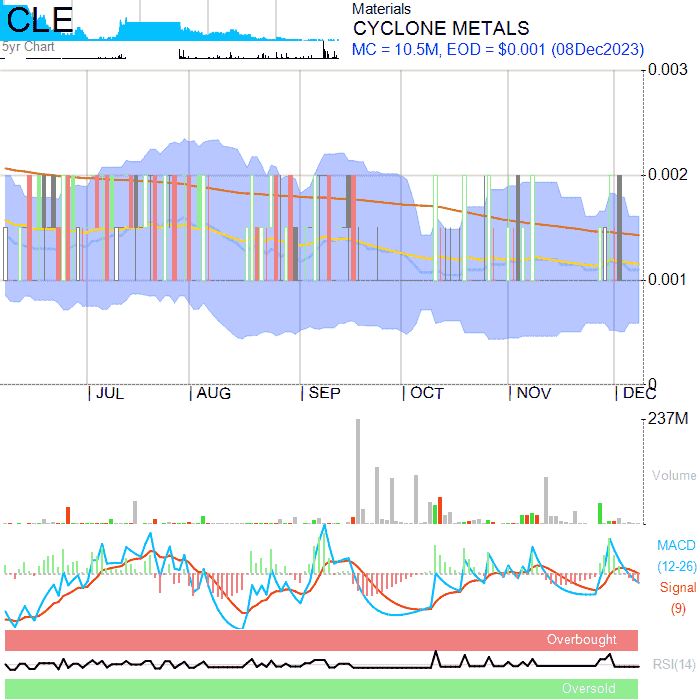 CLE
5yr Chart
Materials
CYCLONE METALS
MC = 10.5M, EOD = $0.001 (08Dec2023)
0.003
0.002
0.001
0
JUL
AUG
SEP
OCT
NOV
DEC
237M
Volume
MACD
(12-26)
Signal
(9)
Overbought
RSI(14)
Oversold